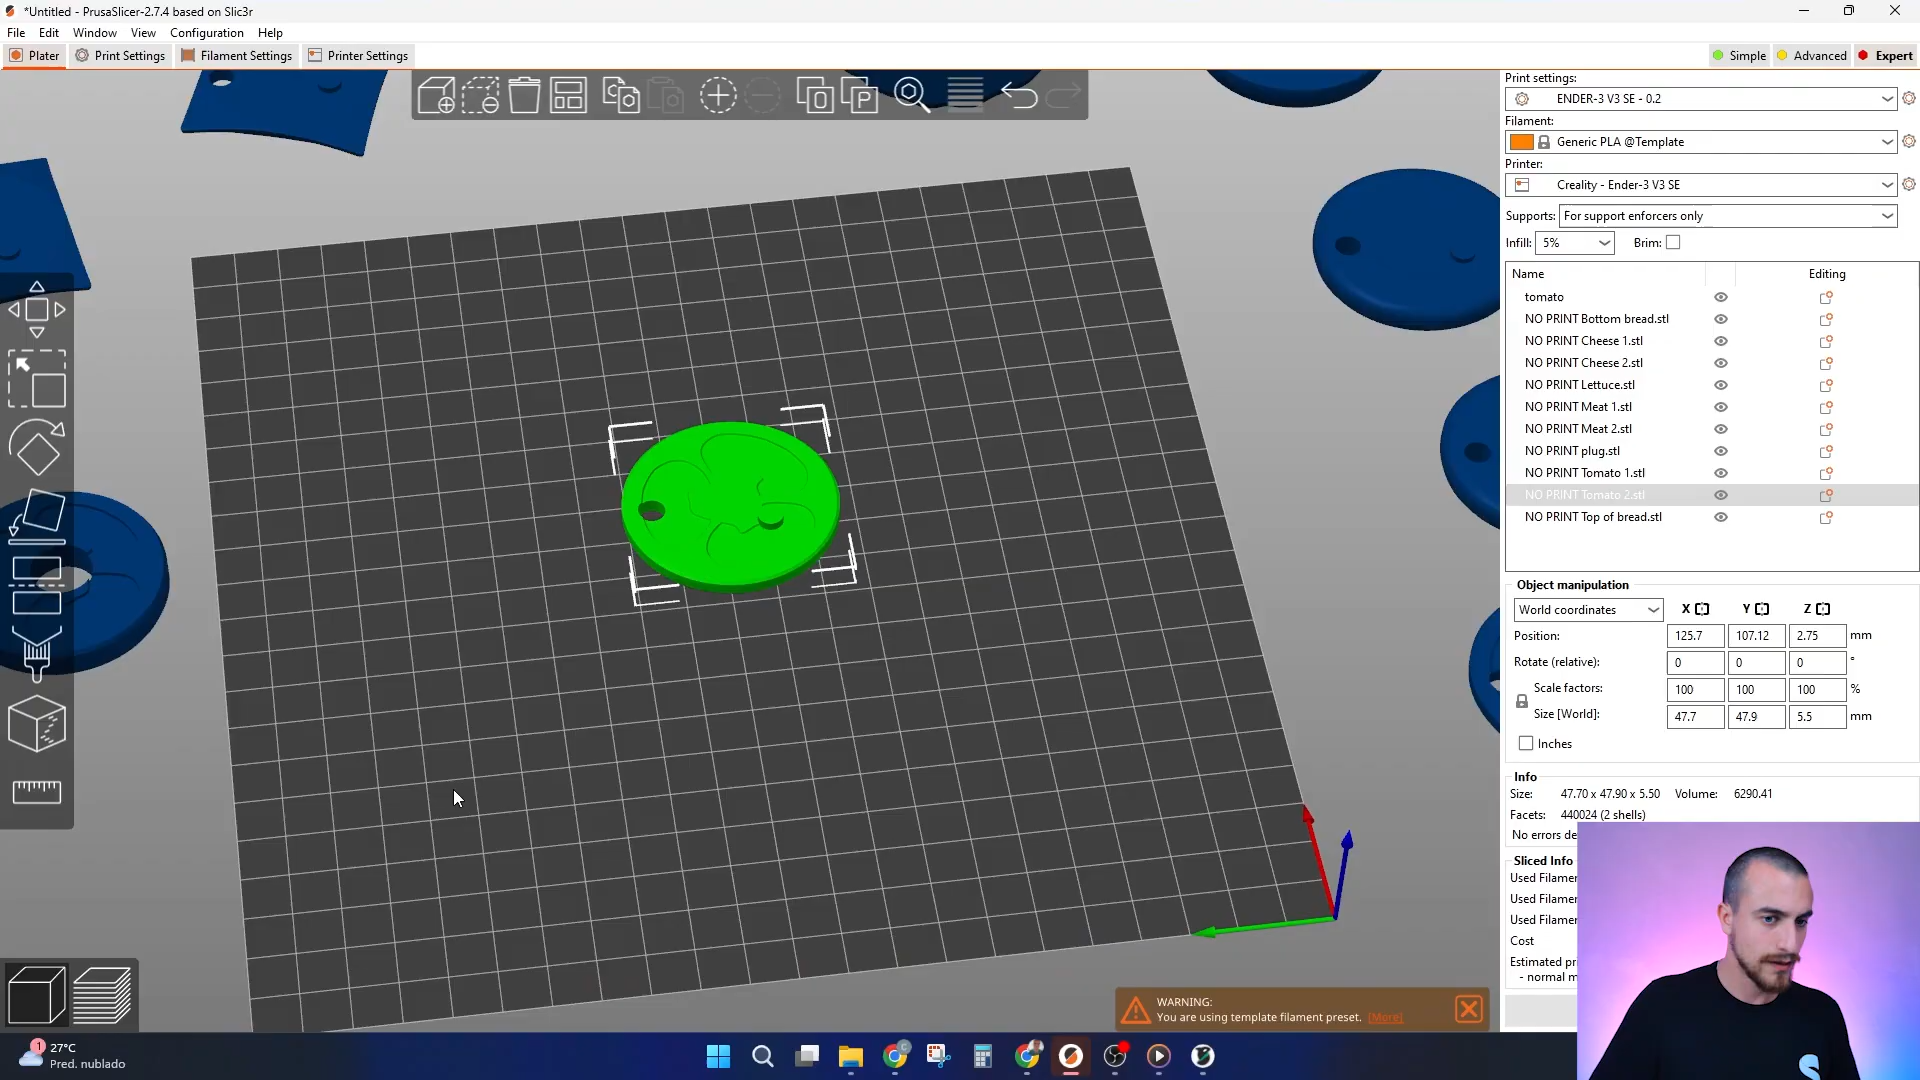 *Untitled - PrusaSlicer-2.7.4 based on Slic3r
File Edit Window View Configuration Help
Plater Print Settings Filament Settings Printer Settings Simple Advanced Expert
Print settings:
ENDER-3 V3 SE - 0.2
Filament:
Generic PLA @Template
Printer:
Creality - Ender-3 V3 SE
Supports: For support enforcers only
Infill: 5% Brim:
Name Editing
tomato
NO PRINT Bottom bread.stl
NO PRINT Cheese 1.stl
NO PRINT Cheese 2.stl
NO PRINT Lettuce.stl
NO PRINT Meat 1.stl
NO PRINT Meat 2.stl
NO PRINT plug.stl
NO PRINT Tomato 1.stl
NO PRINT Tomato 2.stl
NO PRINT Top of bread.stl
Object manipulation
World coordinates X Y Z
Position: 125.7 107.12 2.75 mm
Rotate (relative): 0 0 0 °
Scale factors: 100 100 100 %
Size [World]: 47.7 47.9 5.5 mm
Inches
Info
Size: 47.70 x 47.90 x 5.50 Volume: 6290.41
Facets: 440024 (2 shells)
No errors de
Sliced Info
Used Filamen
Used Filamen
Used Filamen
Cost
Estimated pri
- normal m
WARNING:
You are using template filament preset. [More]
1
27°C
Pred. nublado